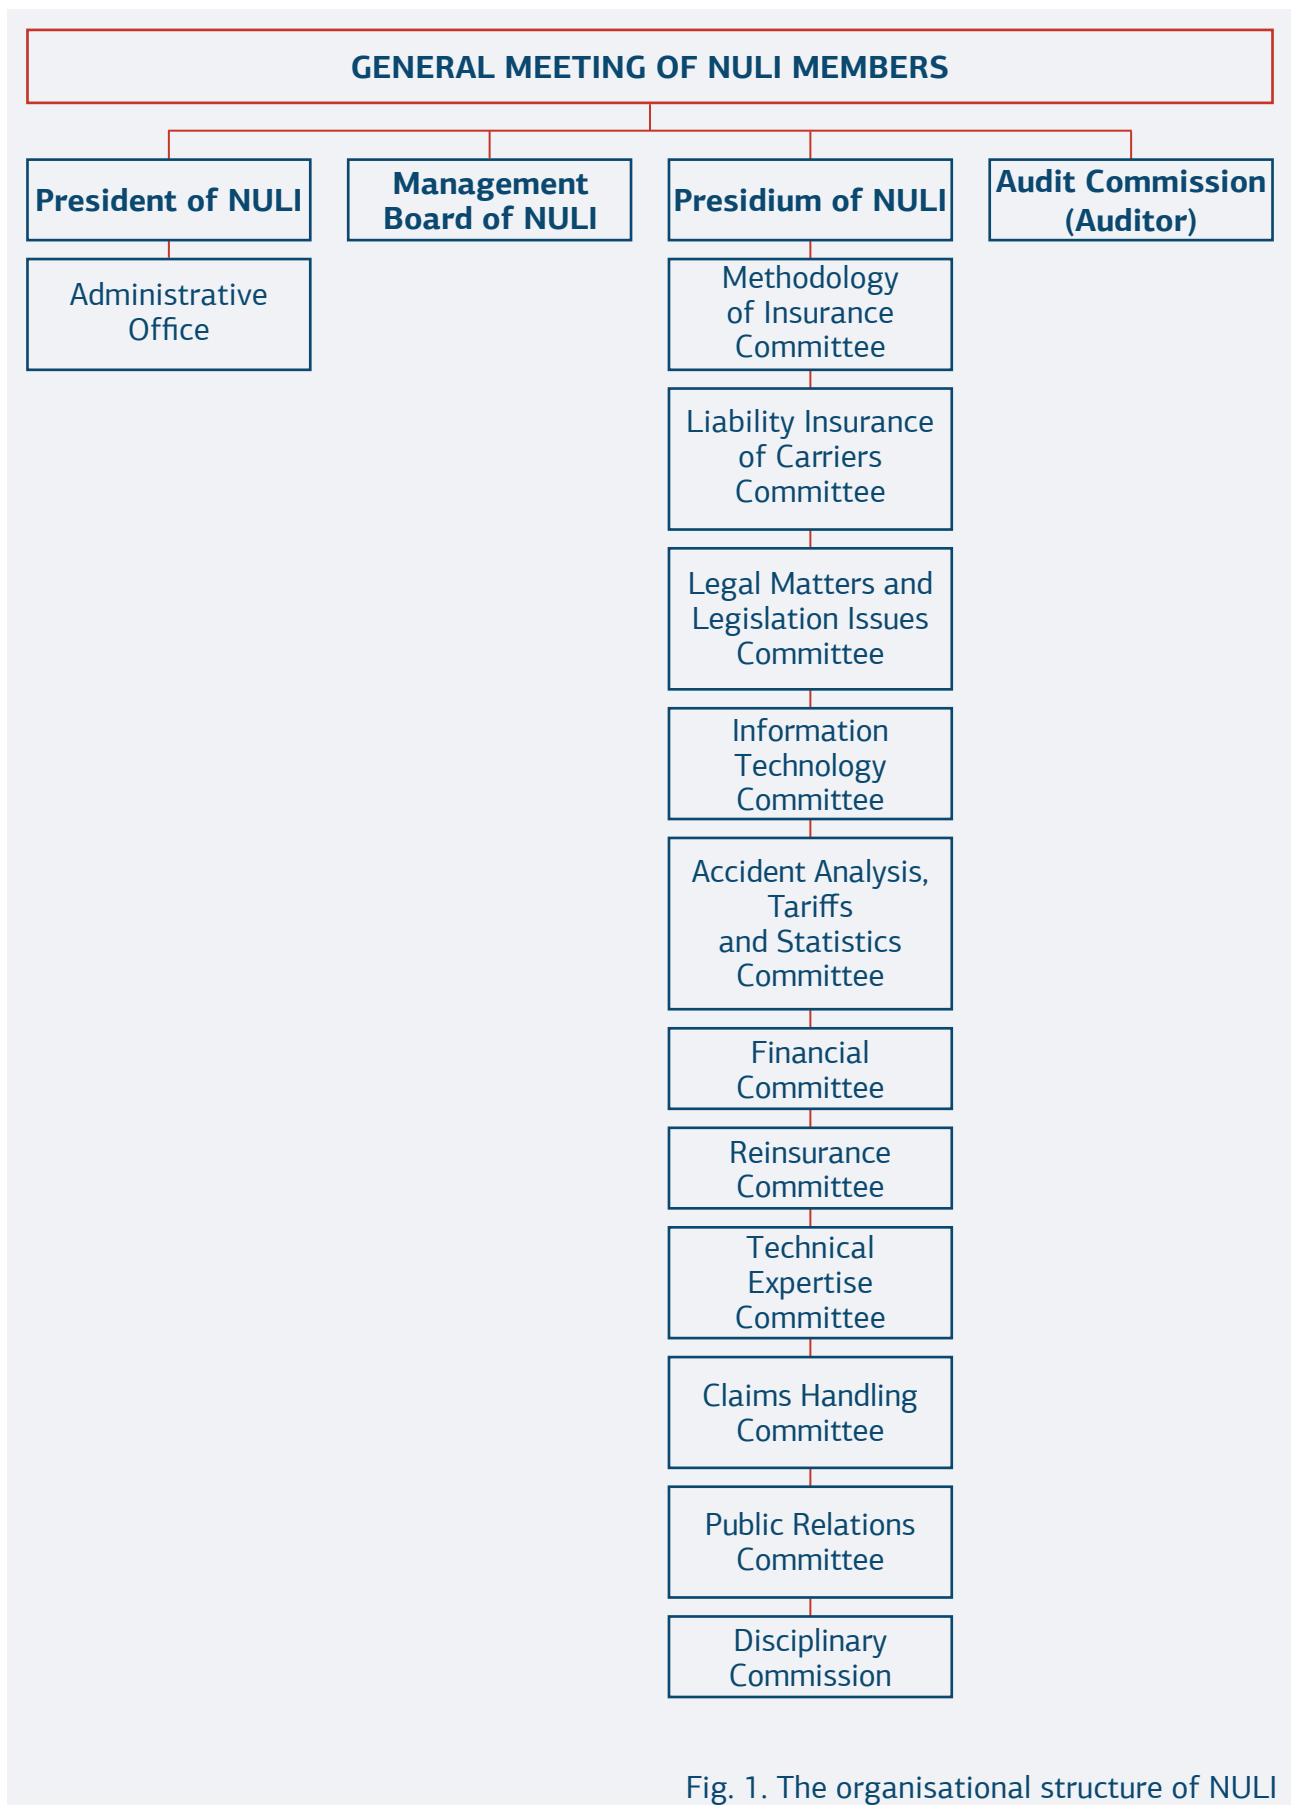 GENERAL MEETING OF NULI MEMBERS
President of NULI
Management
Board of NULI
Presidium of NULI
Audit Commission
(Auditor)
Administrative
Office
Methodology
of Insurance
Committee
Liability Insurance
of Carriers
Committee
Legal Matters and
Legislation Issues
Committee
Information
Technology
Committee
Accident Analysis,
Tariffs
and Statistics
Committee
Financial
Committee
Reinsurance
Committee
Technical
Expertise
Committee
Claims Handling
Committee
Public Relations
Committee
Disciplinary
Commission
Fig. 1. The organisational structure of NULI